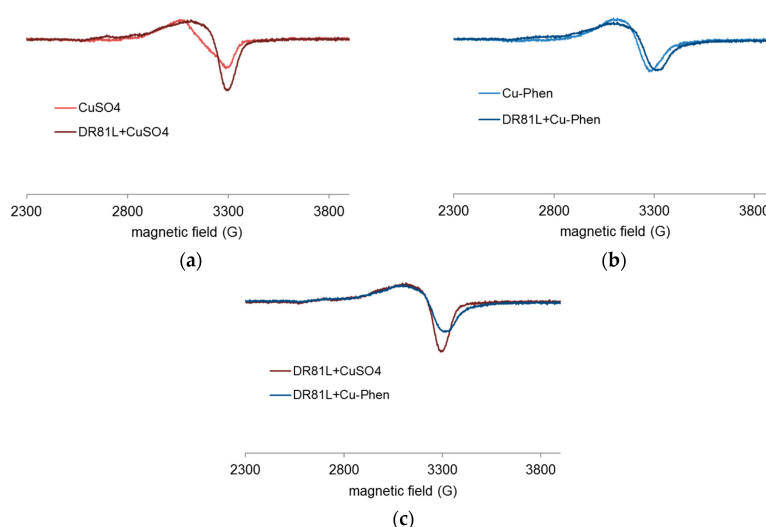 CuSO4
DR81L+CuSO4
2300 2800 3300 3800
magnetic field (G)
(a)
Cu-Phen
DR81L+Cu-Phen
2300 2800 3300 3800
magnetic field (G)
(b)
DR81L+CuSO4
DR81L+Cu-Phen
2300 2800 3300 3800
magnetic field (G)
(c)